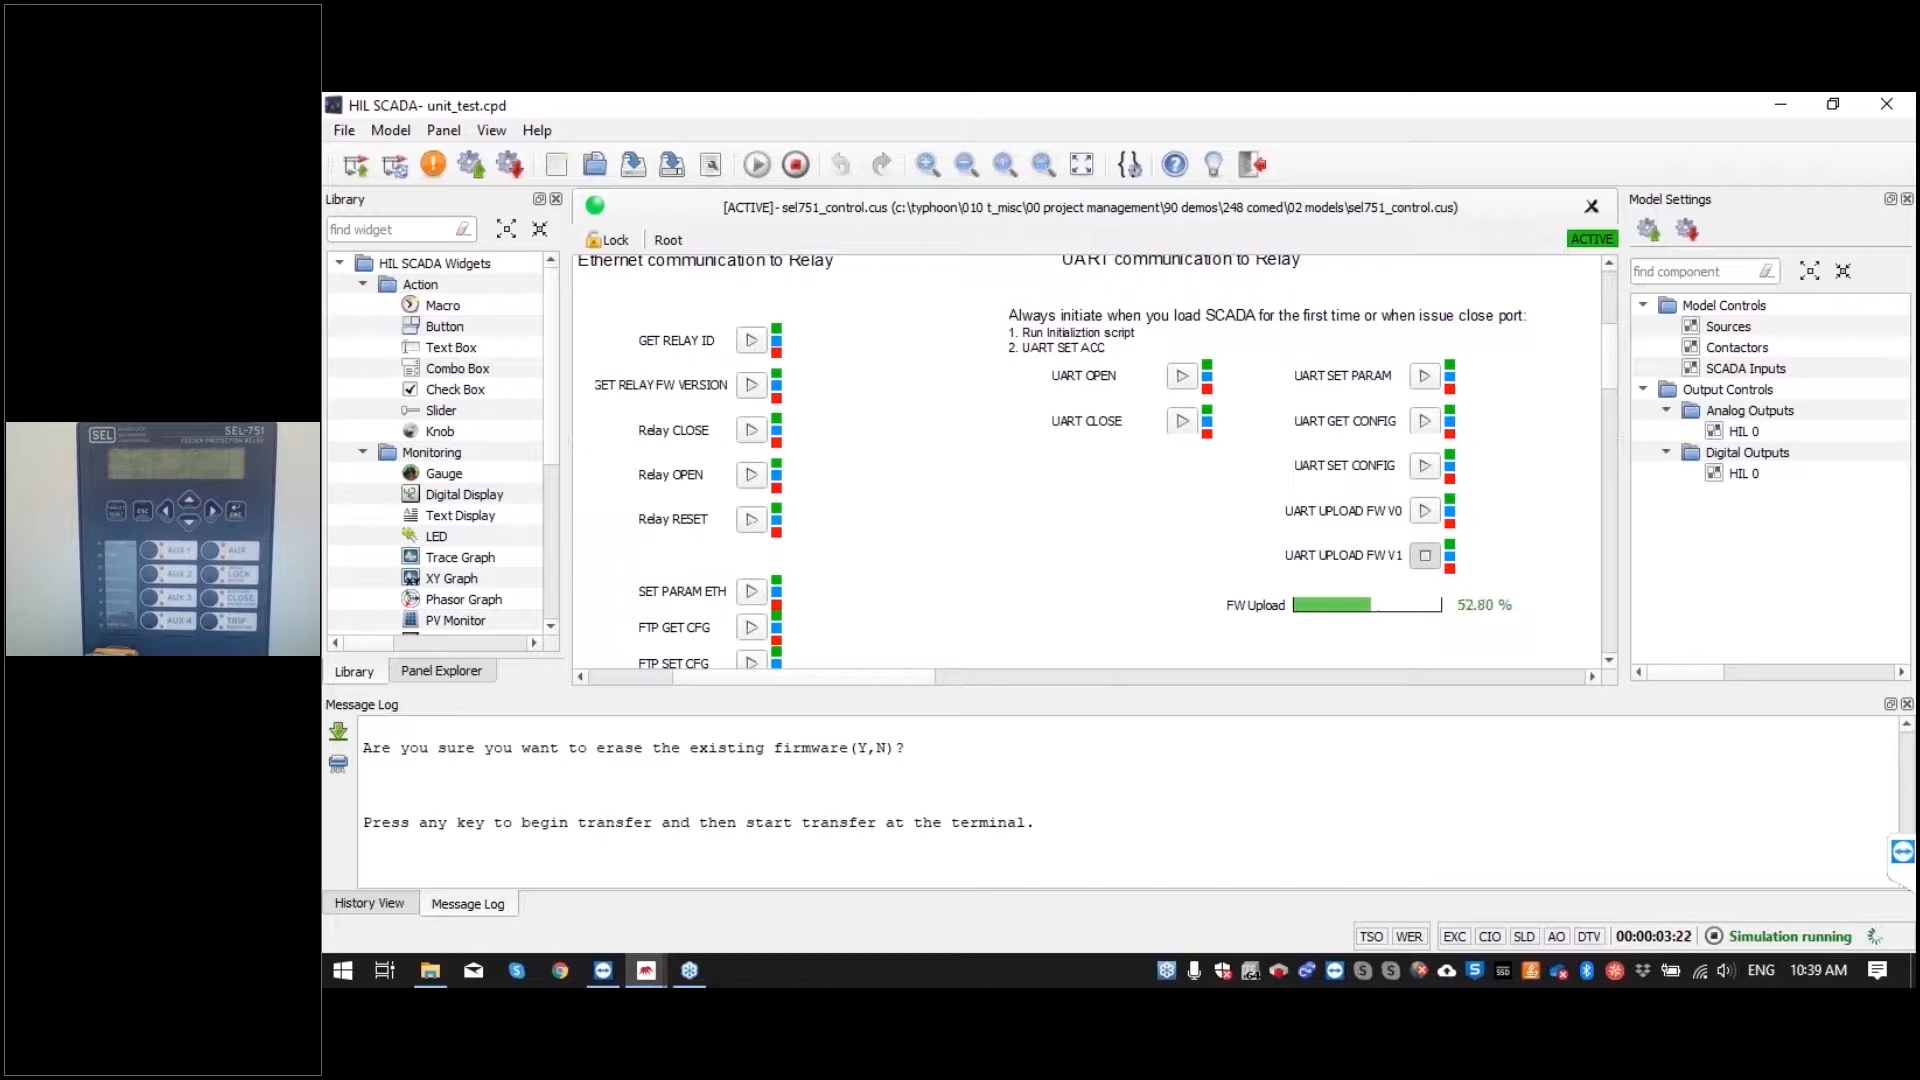 SEL
SEL-751
FEEDER PROTECTION RELAY
ESC
AUX 1
AUX
AUX 2
LOCK
AUX 3
CLOSE
AUX 4
TRIP
HIL SCADA- unit_test.cpd
File Model Panel View Help
Library
find widget
HIL SCADA Widgets
Action
Macro
Button
Text Box
Combo Box
Check Box
Slider
Knob
Monitoring
Gauge
Digital Display
Text Display
LED
Trace Graph
XY Graph
Phasor Graph
PV Monitor
Library
Panel Explorer
[ACTIVE]- sel751_control.cus (c:\typhoon\010 t_misc\00 project management\90 demos\248 comed\02 models\sel751_control.cus)
Lock
Root
ACTIVE
Ethernet communication to Relay
GET RELAY ID
GET RELAY FW VERSION
Relay CLOSE
Relay OPEN
Relay RESET
SET PARAM ETH
FTP GET CFG
FTP SET CFG
UART communication to Relay
Always initiate when you load SCADA for the first time or when issue close port:
1. Run Initializtion script
2. UART SET ACC
UART OPEN
UART CLOSE
UART SET PARAM
UART GET CONFIG
UART SET CONFIG
UART UPLOAD FW V0
UART UPLOAD FW V1
FW Upload
52.80 %
Model Settings
find component
Model Controls
Sources
Contactors
SCADA Inputs
Output Controls
Analog Outputs
HIL 0
Digital Outputs
HIL 0
Message Log
Are you sure you want to erase the existing firmware(Y,N)?
Press any key to begin transfer and then start transfer at the terminal.
History View
Message Log
TSO WER EXC CIO SLD AO DTV 00:00:03:22 Simulation running
ENG 10:39 AM